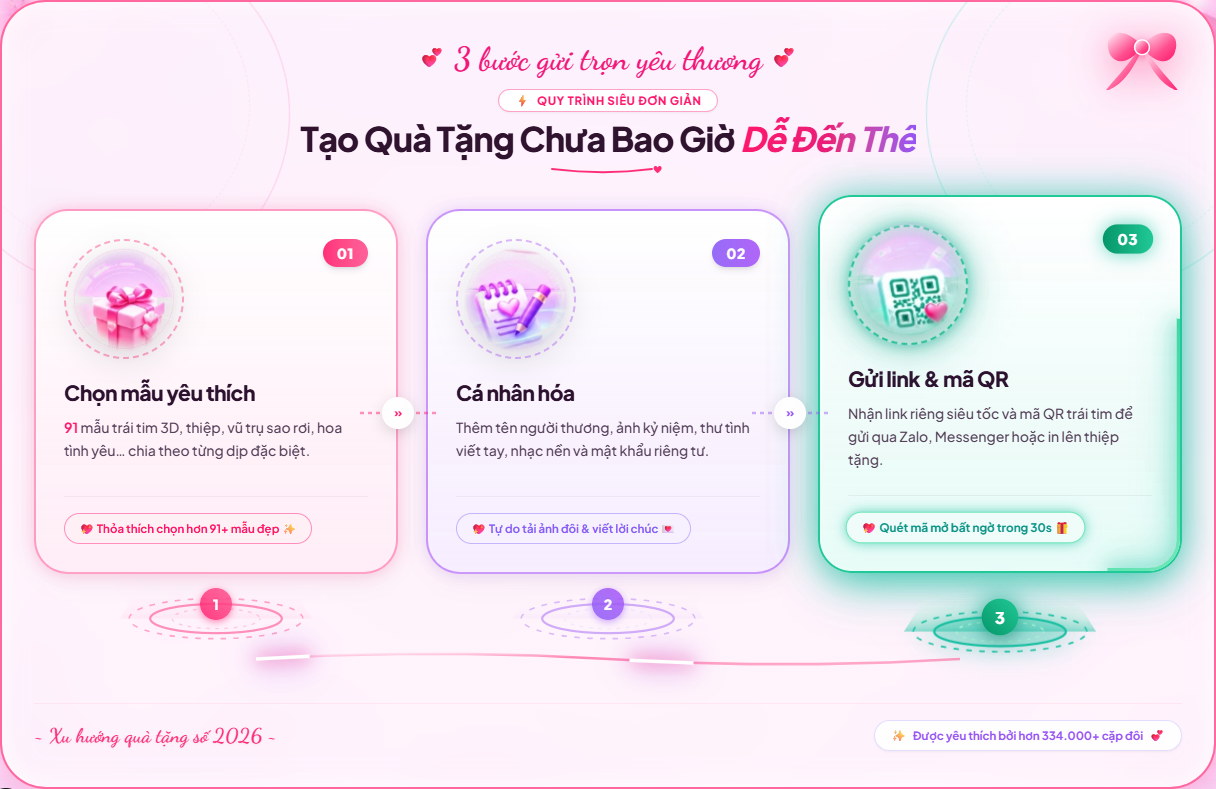 3 bước gửi trọn yêu thương
QUY TRÌNH SIÊU ĐƠN GIẢN
Tạo Quà Tặng Chưa Bao Giờ Dễ Đến Thế
01
Chọn mẫu yêu thích
91 mẫu trái tim 3D, thiệp, vũ trụ sao rơi, hoa
tình yêu... chia theo từng dịp đặc biệt.
Thỏa thích chọn hơn 91+ mẫu đẹp
1
»
02
Cá nhân hóa
Thêm tên người thương, ảnh kỷ niệm, thư tình
viết tay, nhạc nền và mật khẩu riêng tư.
Tự do tải ảnh đôi & viết lời chúc
2
»
03
Gửi link & mã QR
Nhận link riêng siêu tốc và mã QR trái tim để
gửi qua Zalo, Messenger hoặc in lên thiệp
tặng.
Quét mã mở bất ngờ trong 30s
3
~ Xu hướng quà tặng số 2026 ~
Được yêu thích bởi hơn 334.000+ cặp đôi